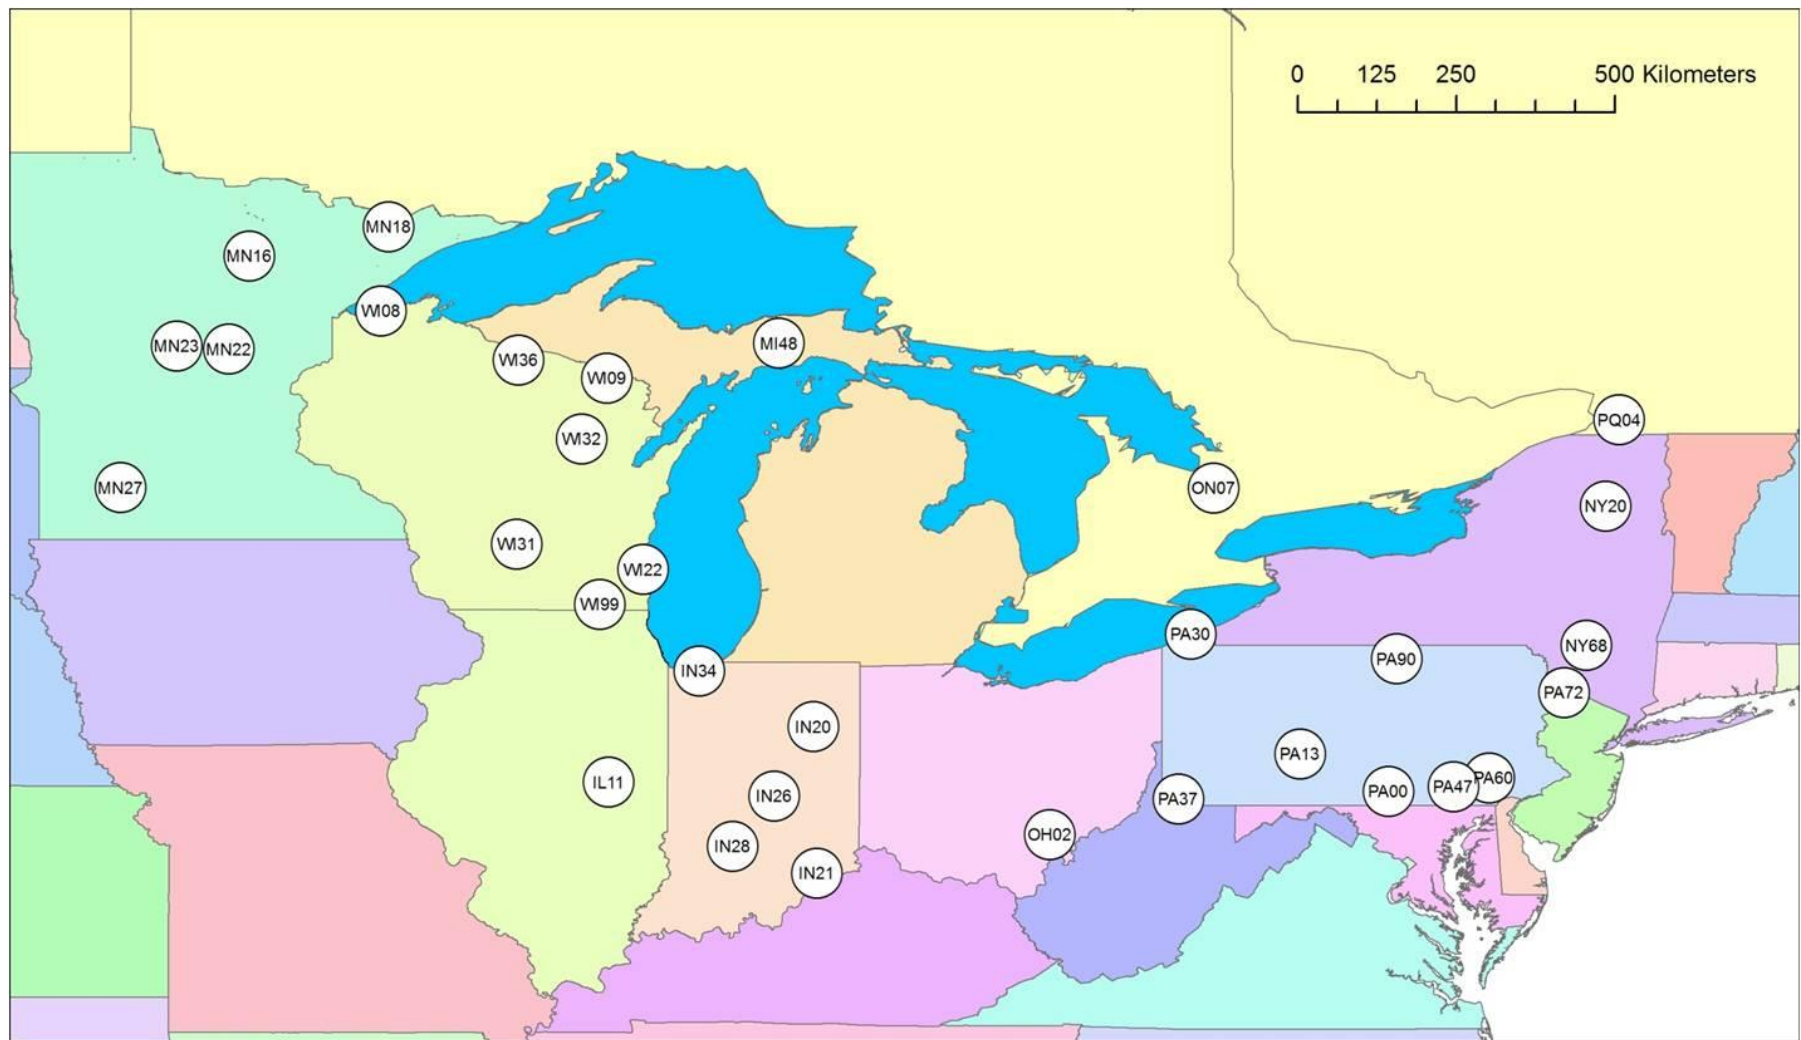 0 125 250 500 Kilometers
MN18
MN16
WI08
MN23
MN22
MI48
WI36
WI09
PQ04
WI32
MN27
ON07
NY20
WI31
WI22
WI99
PA30
NY68
PA90
IN34
PA72
IN20
PA13
IL11
PA60
PA47
PA00
IN26
PA37
OH02
IN28
IN21